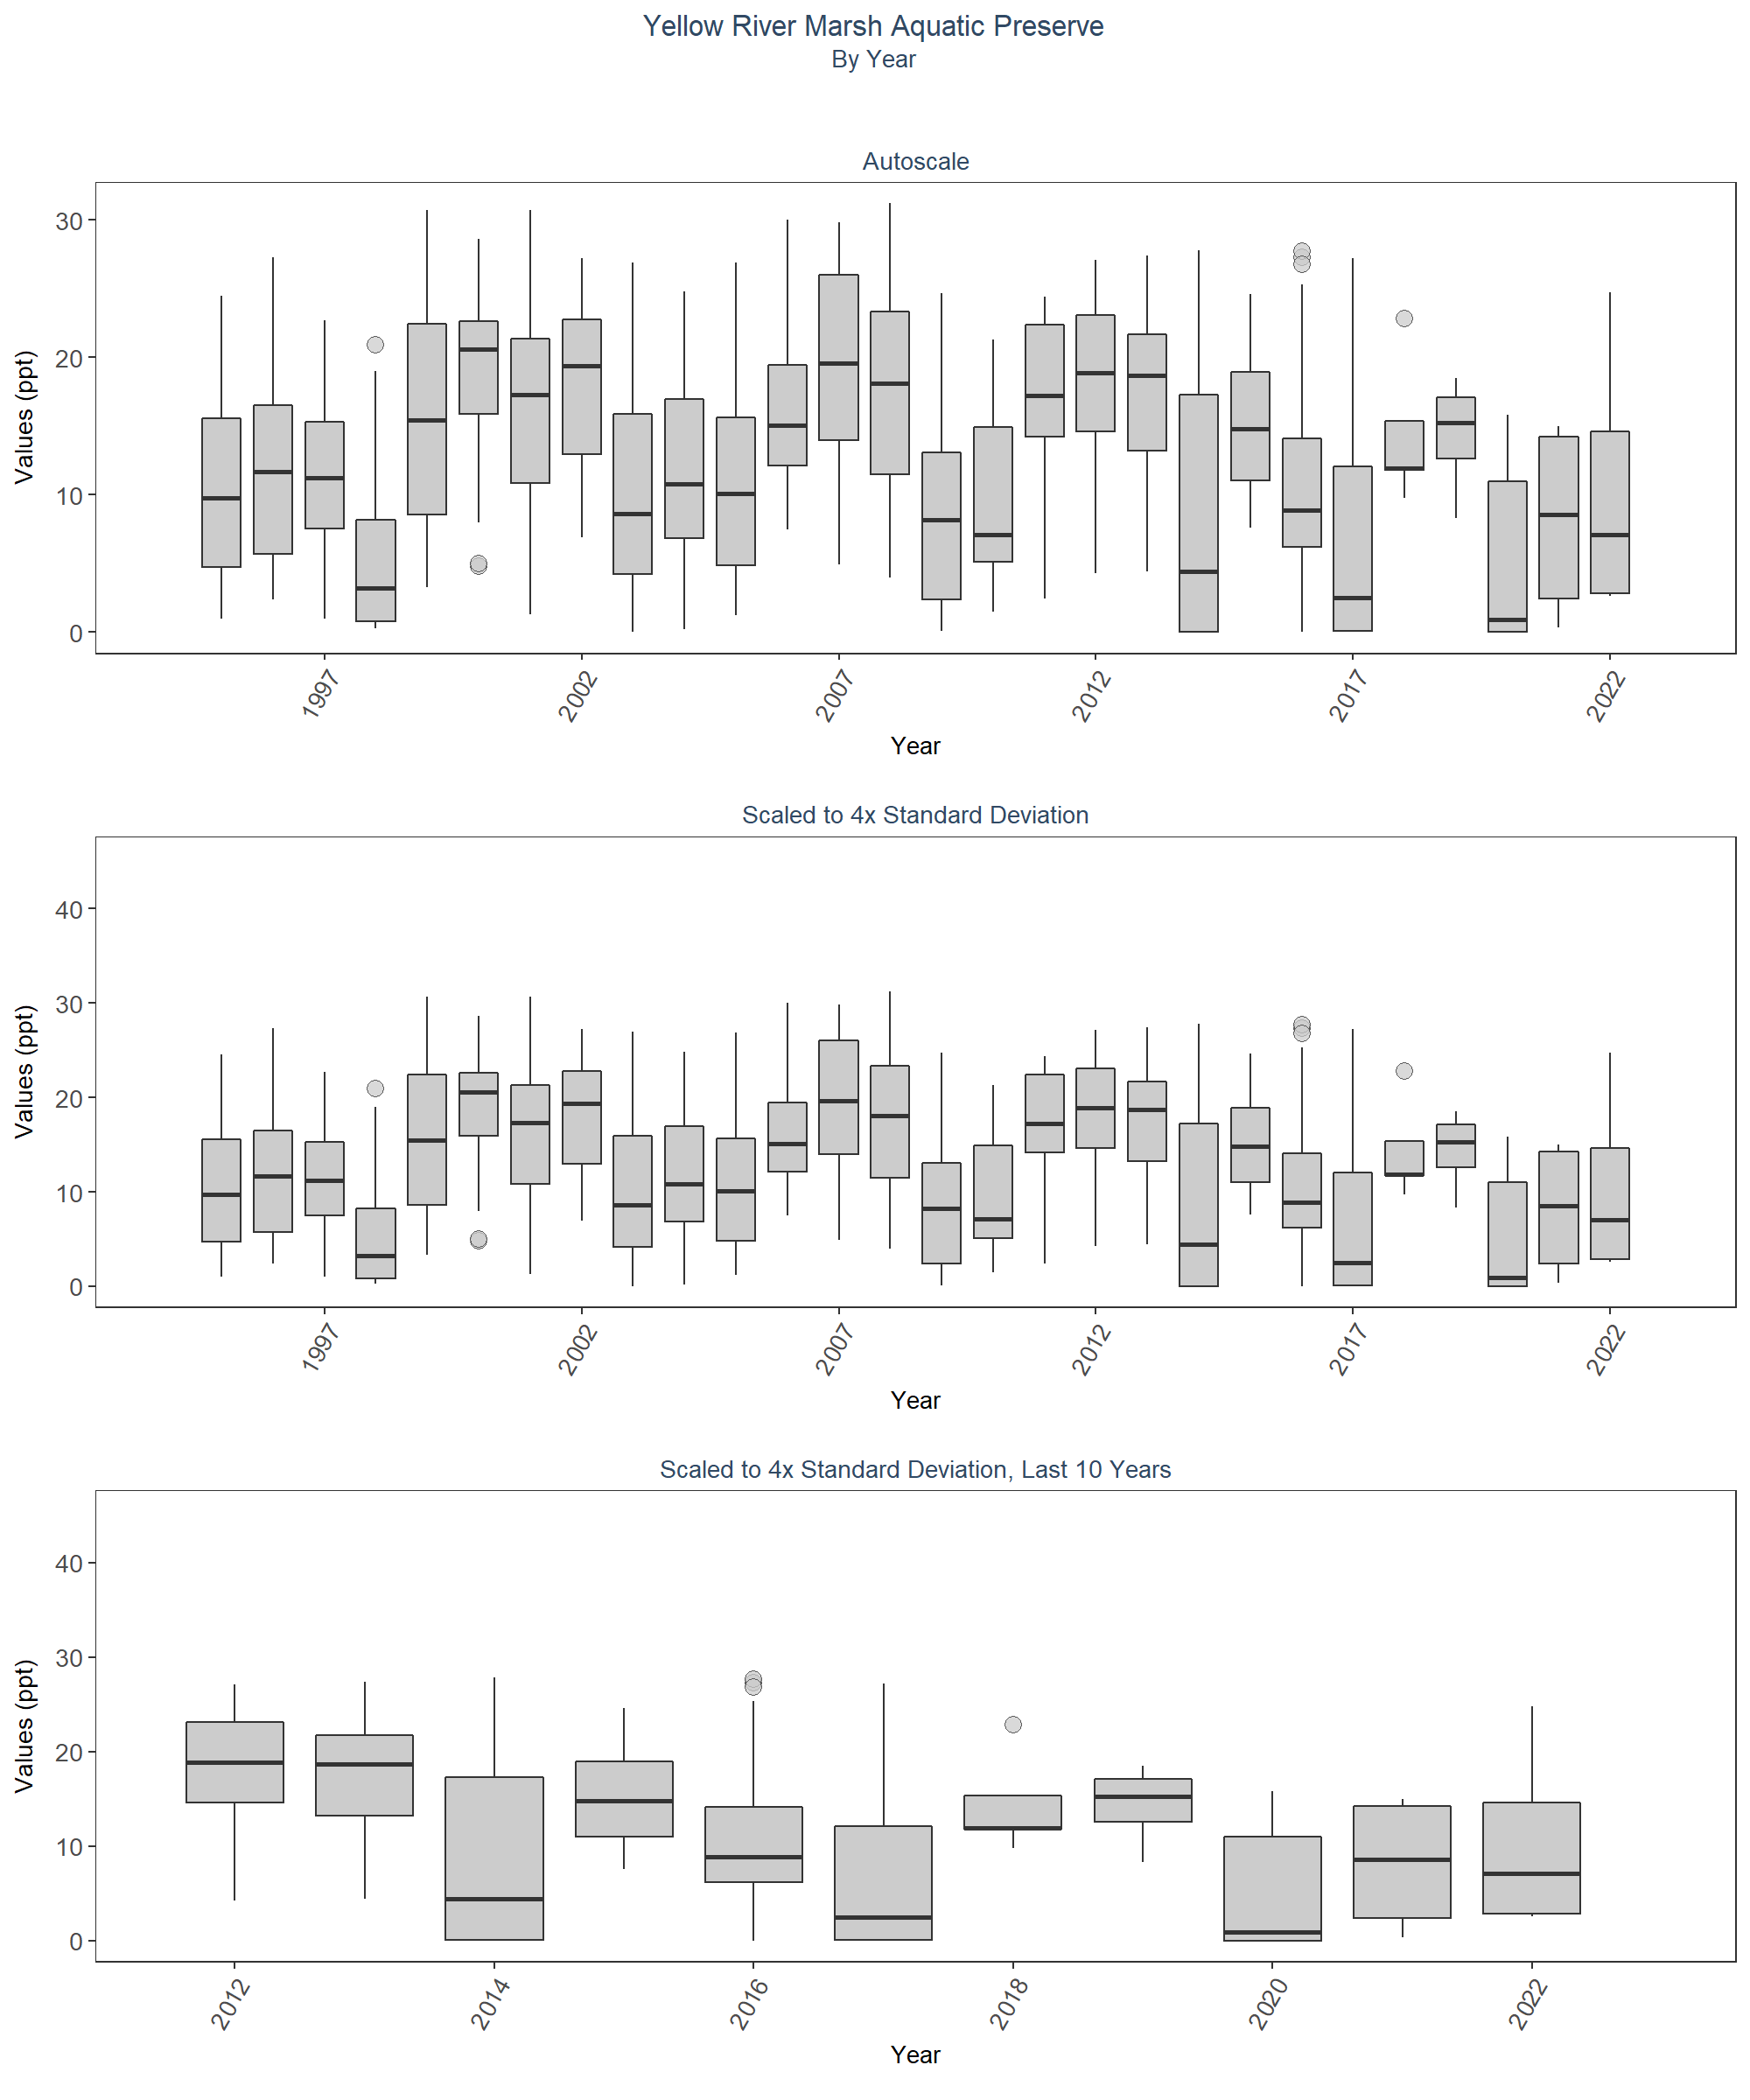 Yellow River Marsh Aquatic Preserve
By Year
Autoscale
Values (ppt)
30
20
10
0
1997 2002 2007 2012 2017 2022
Year
Scaled to 4x Standard Deviation
Values (ppt)
40
30
20
10
0
1997 2002 2007 2012 2017 2022
Year
Scaled to 4x Standard Deviation, Last 10 Years
Values (ppt)
40
30
20
10
0
2012 2014 2016 2018 2020 2022
Year